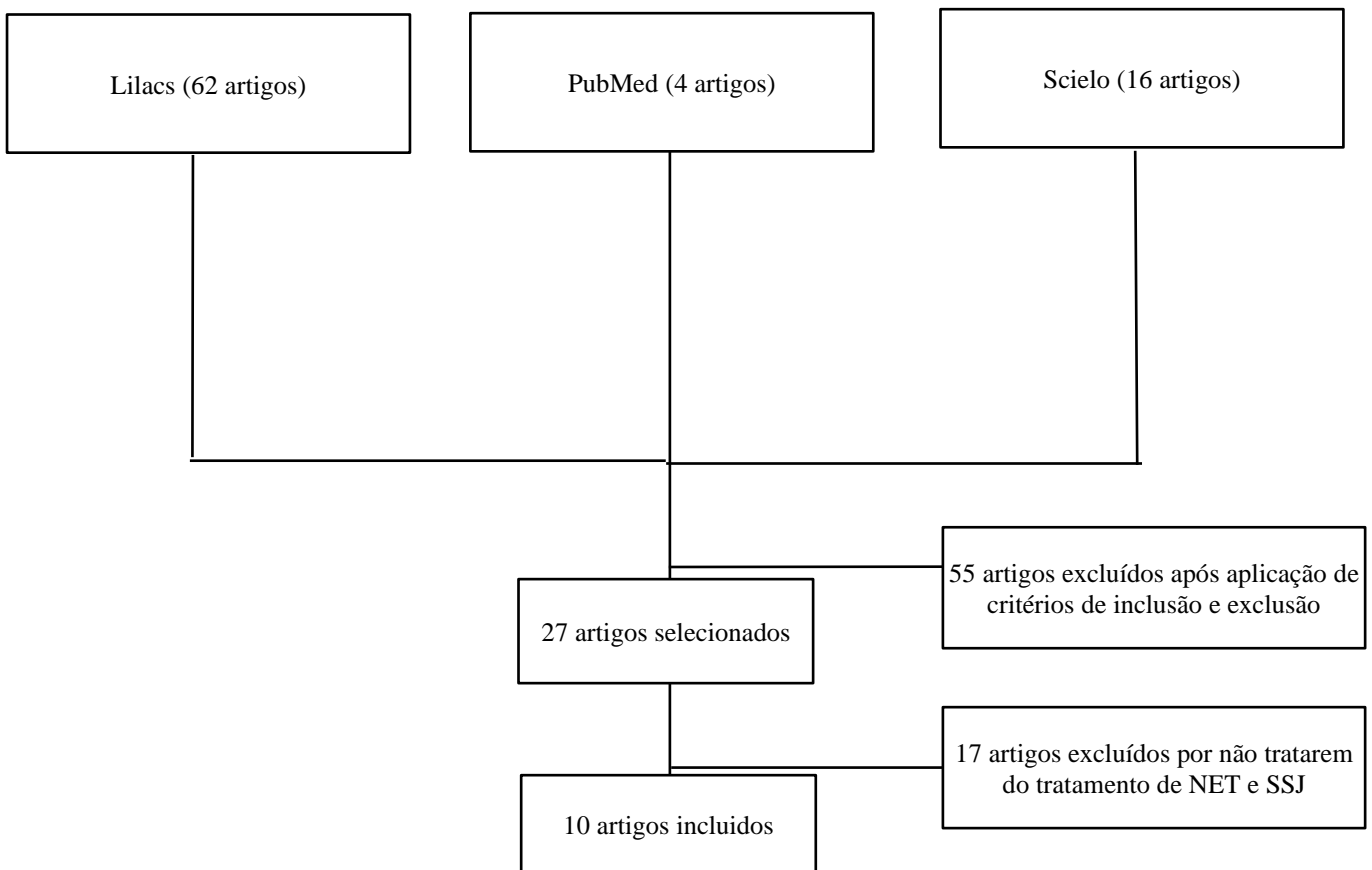 Lilacs (62 artigos)
PubMed (4 artigos)
Scielo (16 artigos)
55 artigos excluídos após aplicação de
critérios de inclusão e exclusão
27 artigos selecionados
17 artigos excluídos por não tratarem
do tratamento de NET e SSJ
10 artigos incluidos